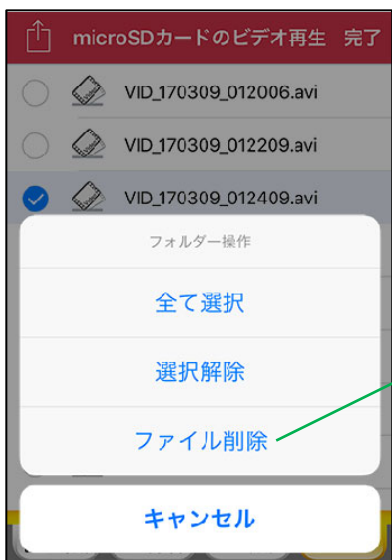 microSDカードのビデオ再生 完了
VID_170309_012006.avi
VID_170309_012209.avi
VID_170309_012409.avi
フォルダー操作
全て選択
選択解除
ファイル削除
キャンセル